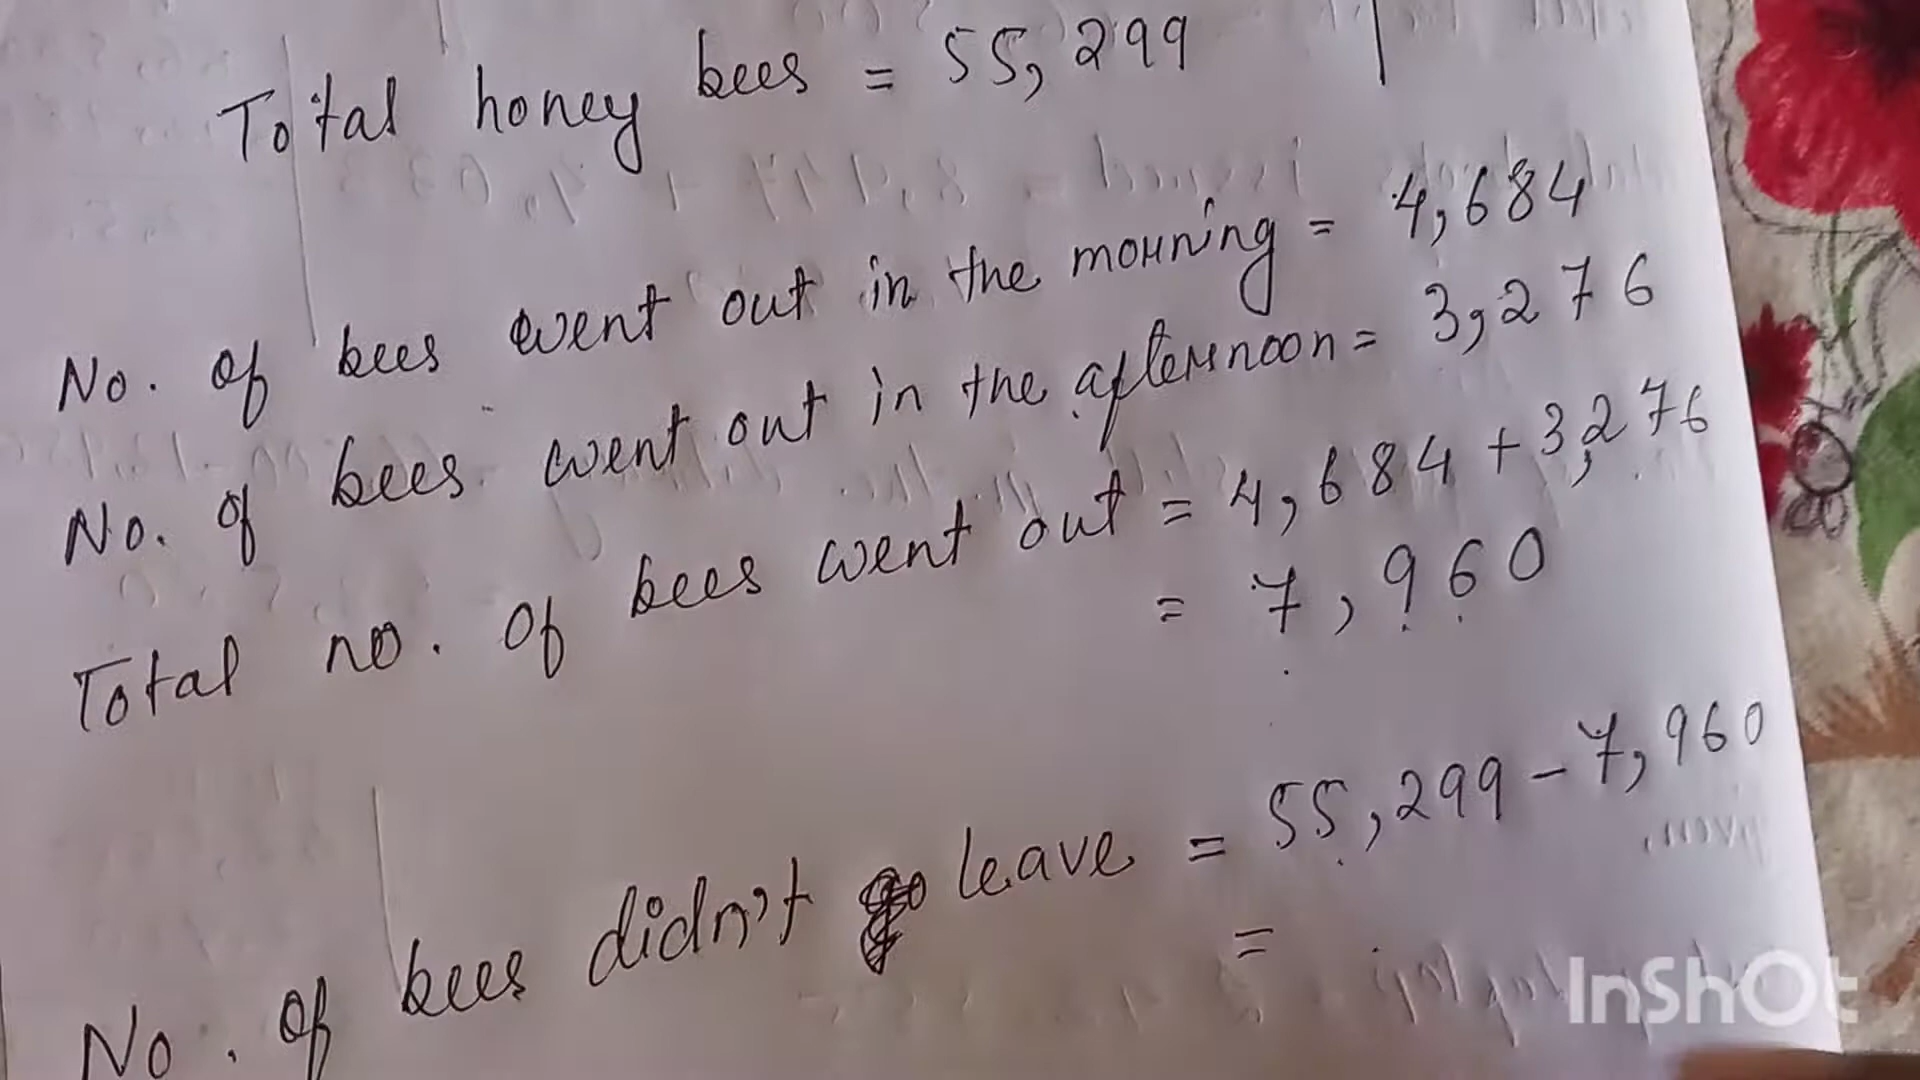 Total honey bees = 55,299
No. of bees went out in the morning = 4,684
No. of bees went out in the afternoon = 3,276
Total no. of bees went out = 4,684 + 3,276
= 7,960
No. of bees didn't leave = 55,299 - 7,960
=
InShOt